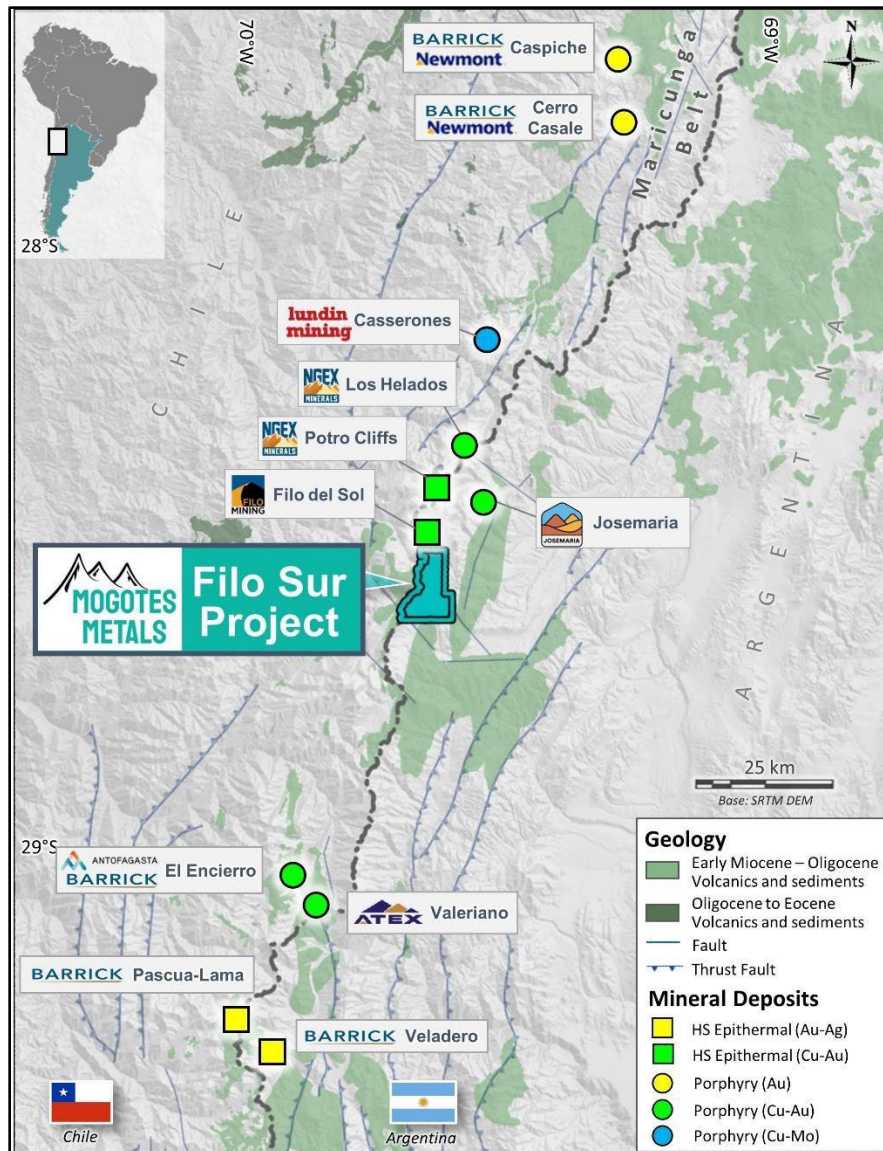 70°W
69°W
N
BARRICK
Newmont
Caspiche
BARRICK
Newmont
Cerro
Casale
Maricunga
Belt
CHILE
28°S
lundin
mining
Casserones
NGEX
MINERALS
Los Helados
NGEX
MINERALS
Potro Cliffs
FILO
MINING
Filo del Sol
JOSEMARIA
Josemaria
MOGOTES
METALS
Filo Sur
Project
ARGENTINA
25 km
Base: SRTM DEM
29°S
ANTOFAGASTA
BARRICK
El Encierro
ATEX
Valeriano
BARRICK Pascua-Lama
BARRICK Veladero
Chile
Argentina
Geology
Early Miocene – Oligocene
Volcanics and sediments
Oligocene to Eocene
Volcanics and sediments
Fault
Thrust Fault
Mineral Deposits
HS Epithermal (Au-Ag)
HS Epithermal (Cu-Au)
Porphyry (Au)
Porphyry (Cu-Au)
Porphyry (Cu-Mo)